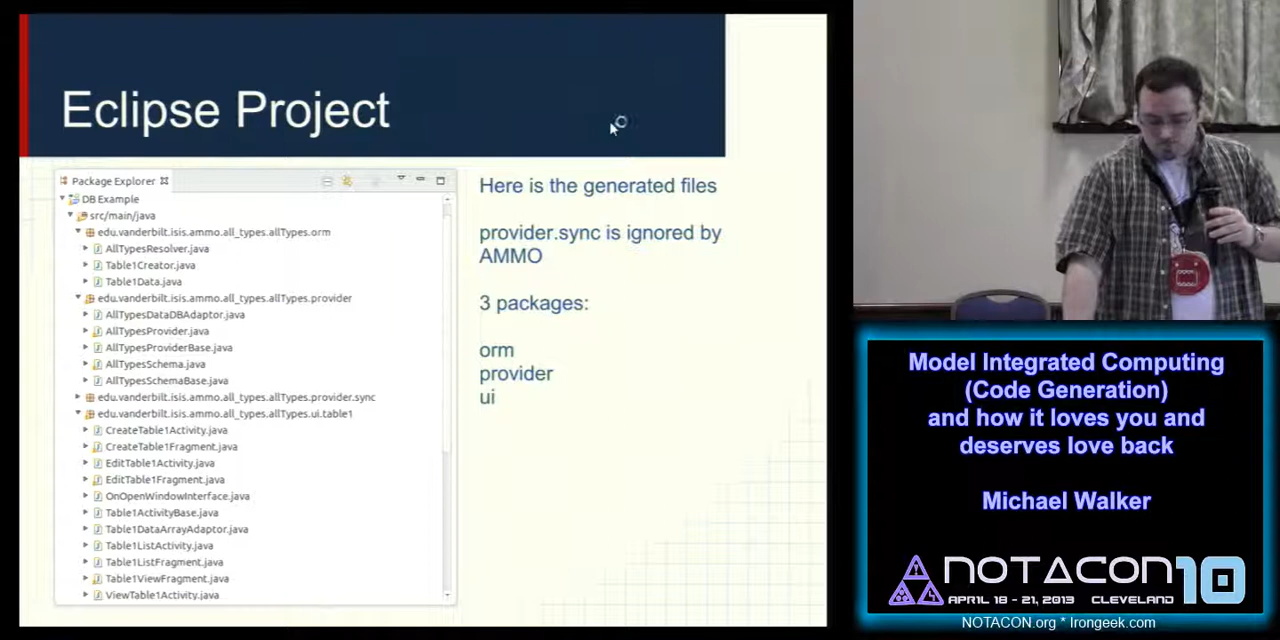 Eclipse Project
Package Explorer
DB Example
src/main/java
edu.vanderbilt.isis.ammo.all_types.allTypes.orm
AllTypesResolver.java
Table1Creator.java
Table1Data.java
edu.vanderbilt.isis.ammo.all_types.allTypes.provider
AllTypesDataDBAdaptor.java
AllTypesProvider.java
AllTypesProviderBase.java
AllTypesSchema.java
AllTypesSchemaBase.java
edu.vanderbilt.isis.ammo.all_types.allTypes.provider.sync
edu.vanderbilt.isis.ammo.all_types.allTypes.ui.table1
CreateTable1Activity.java
CreateTable1Fragment.java
EditTable1Activity.java
EditTable1Fragment.java
OnOpenWindowInterface.java
Table1ActivityBase.java
Table1DataArrayAdaptor.java
Table1ListActivity.java
Table1ListFragment.java
Table1ViewFragment.java
ViewTable1Activity.java
Here is the generated files
provider.sync is ignored by
AMMO
3 packages:
orm
provider
ui
Model Integrated Computing
(Code Generation)
and how it loves you and
deserves love back
Michael Walker
NOTACON 10
APRIL 18 - 21, 2013 CLEVELAND
NOTACON.org * Irongeek.com